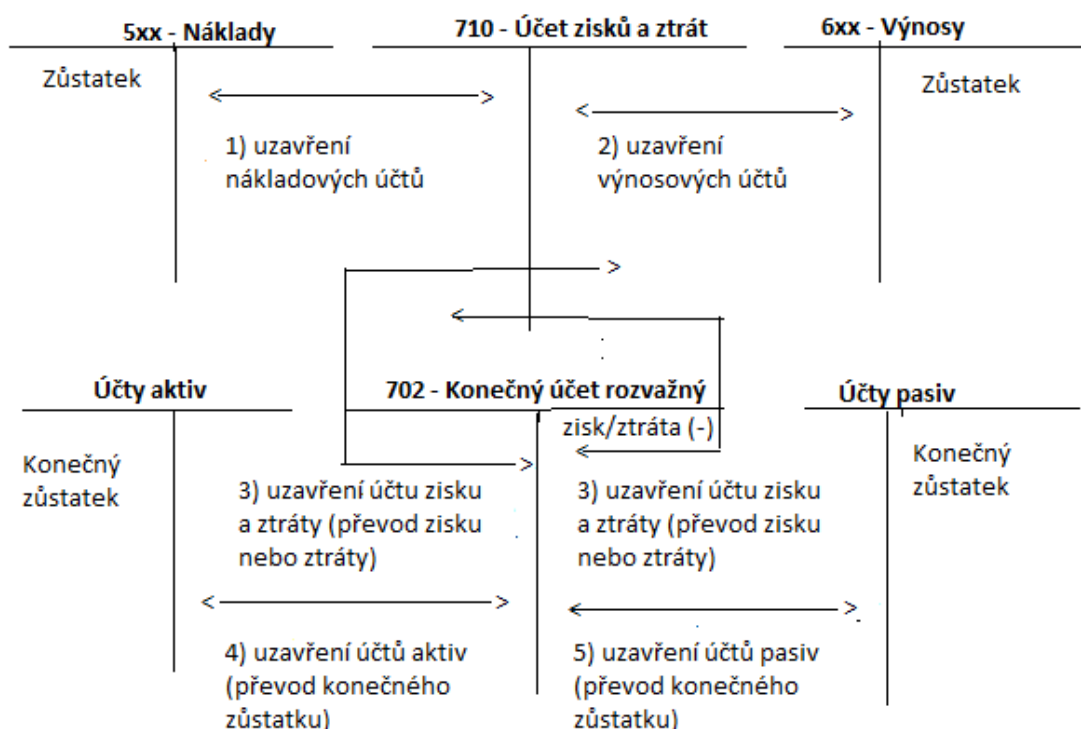 5xx - Náklady
710 - Účet zisků a ztrát
6xx - Výnosy
Zůstatek
Zůstatek
1) uzavření
nákladových účtů
2) uzavření
výnosových účtů
Účty aktiv
702 - Konečný účet rozvažný
Účty pasiv
zisk/ztráta (-)
Konečný
zůstatek
Konečný
zůstatek
3) uzavření účtu zisku
a ztráty (převod zisku
nebo ztráty)
3) uzavření účtu zisku
a ztráty (převod zisku
nebo ztráty)
4) uzavření účtů aktiv
(převod konečného
zůstatku)
5) uzavření účtů pasiv
(převod konečného
zůstatku)